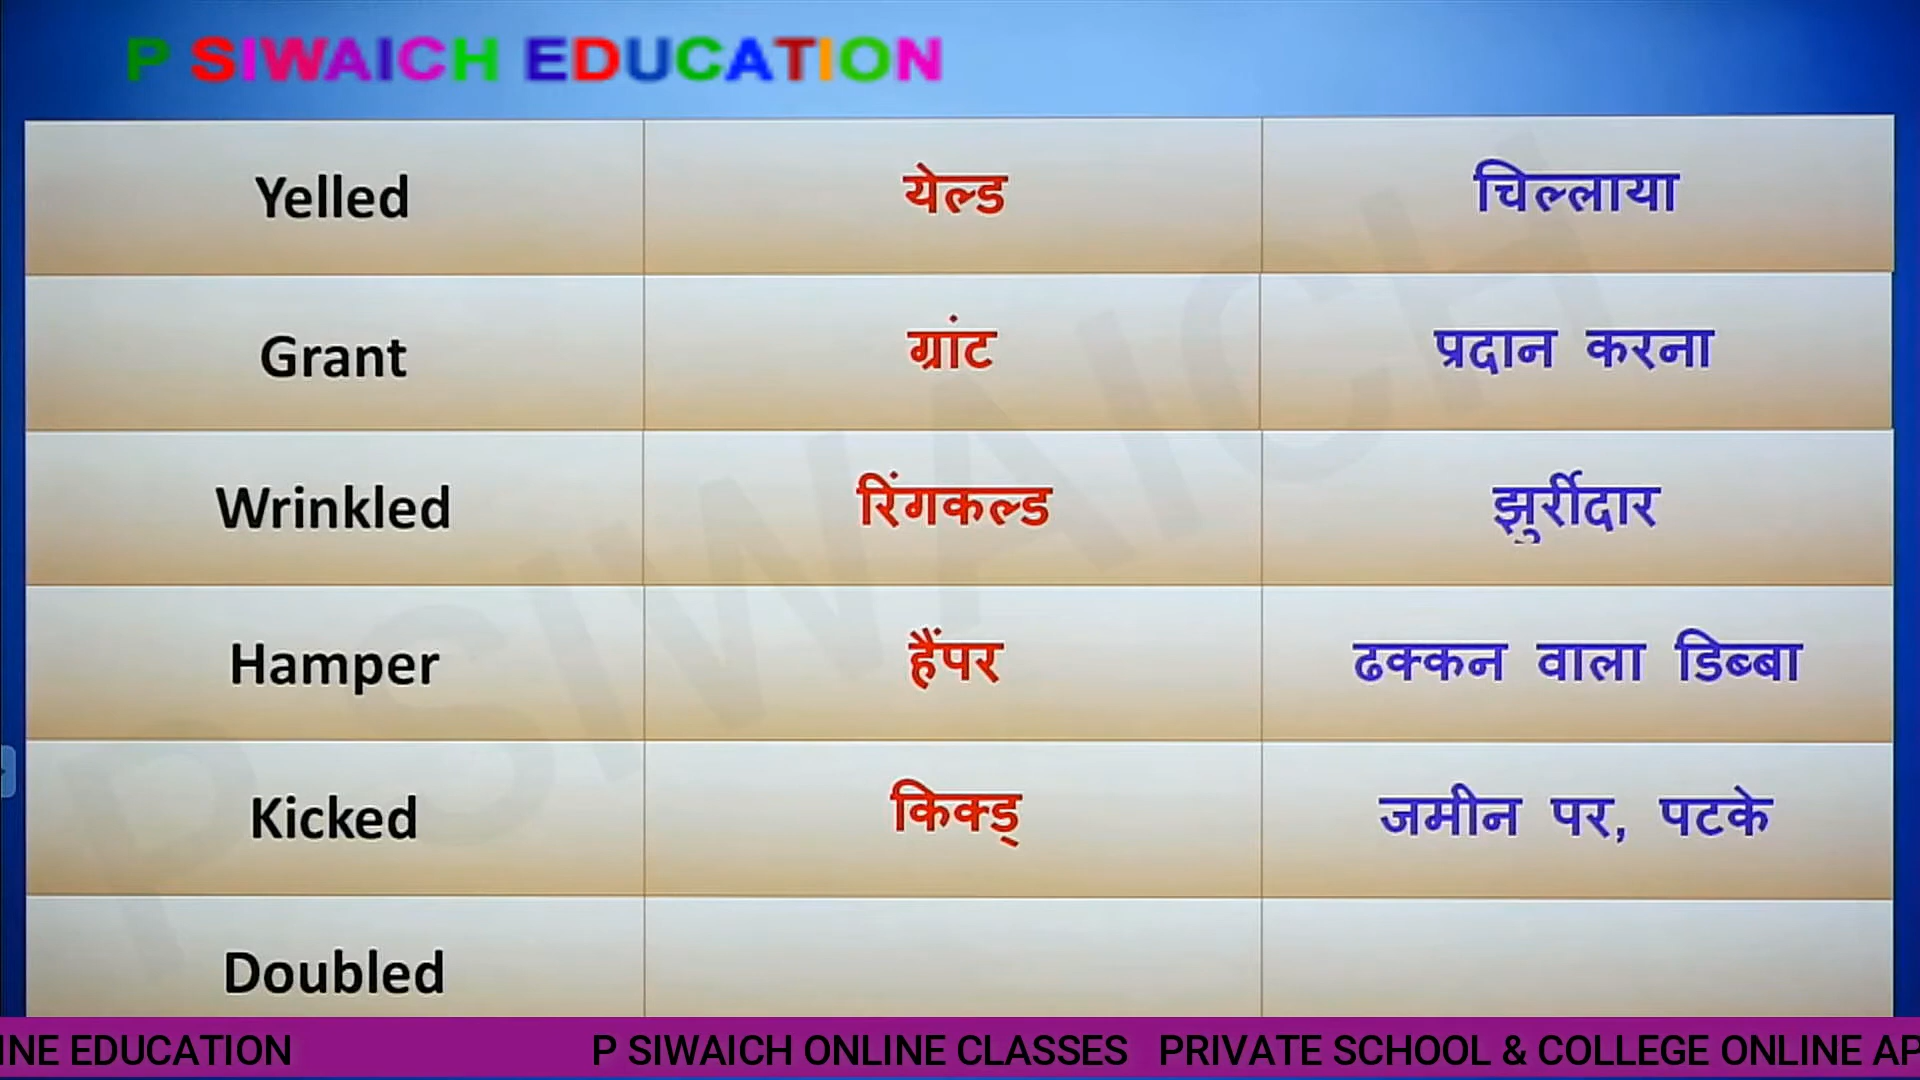 P SIWAICH EDUCATION
Yelled येल्ड चिल्लाया
Grant ग्रांट प्रदान करना
Wrinkled रिंगकल्ड झुर्रीदार
Hamper हैंपर ढक्कन वाला डिब्बा
Kicked किक्ड् जमीन पर, पटके
Doubled
P SIWAICH
INE EDUCATION P SIWAICH ONLINE CLASSES PRIVATE SCHOOL & COLLEGE ONLINE AP